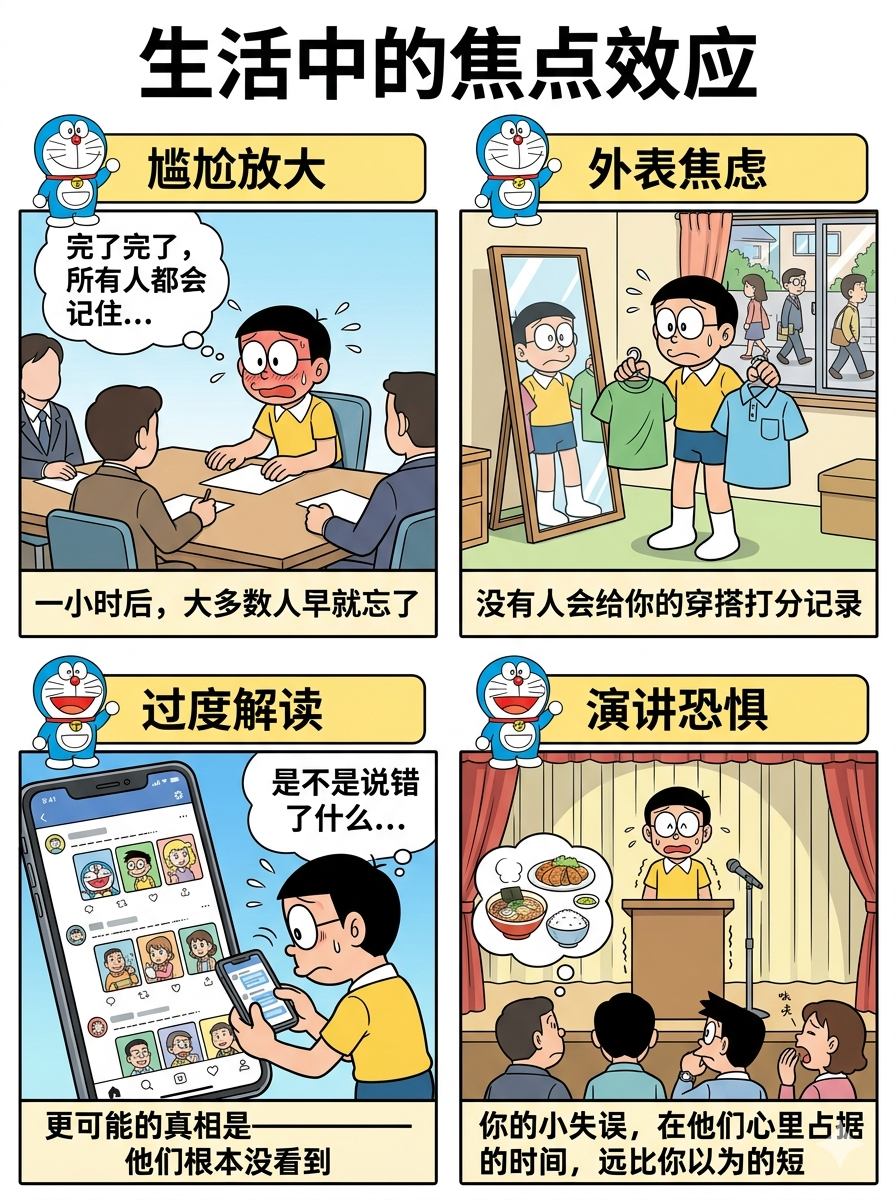 生活中的焦点效应
尴尬放大
完了完了，
所有人都会
记住…
一小时后，大多数人早就忘了
外表焦虑
没有人会给你的穿搭打分记录
过度解读
是不是说错
了什么…
8:41
更可能的真相是————
他们根本没看到
演讲恐惧
你的小失误，在他们心里占据
的时间，远比你以为的短